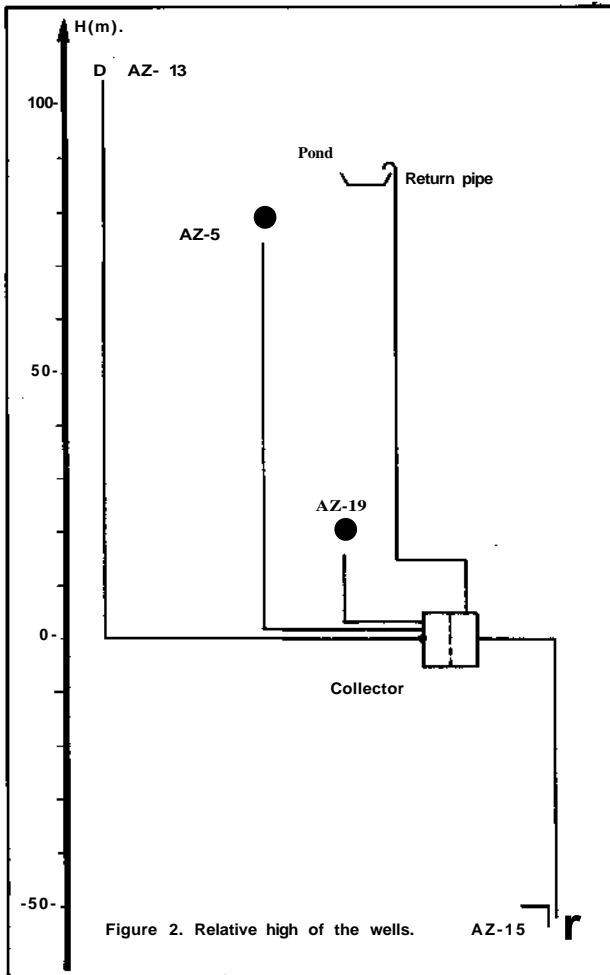 H(m).
D AZ- 13
100-
Pond
Return pipe
AZ-5
50-
AZ-19
0-
Collector
-50-
Figure 2. Relative high of the wells. AZ-15 r